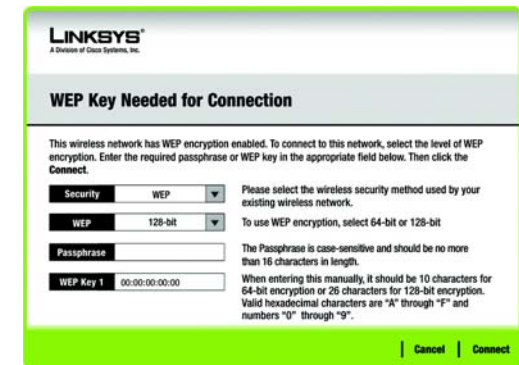 LINKSYS®
A Division of Cisco Systems, Inc.
WEP Key Needed for Connection
This wireless network has WEP encryption enabled. To connect to this network, select the level of WEP
encryption. Enter the required passphrase or WEP key in the appropriate field below. Then click the
Connect.
Security WEP
Please select the wireless security method used by your
existing wireless network.
WEP 128-bit
To use WEP encryption, select 64-bit or 128-bit
Passphrase
The Passphrase is case-sensitive and should be no more
than 16 characters in length.
WEP Key 1 00:00:00:00:00
When entering this manually, it should be 10 characters for
64-bit encryption or 26 characters for 128-bit encryption.
Valid hexadecimal characters are "A" through "F" and
numbers "0" through "9".
Cancel Connect